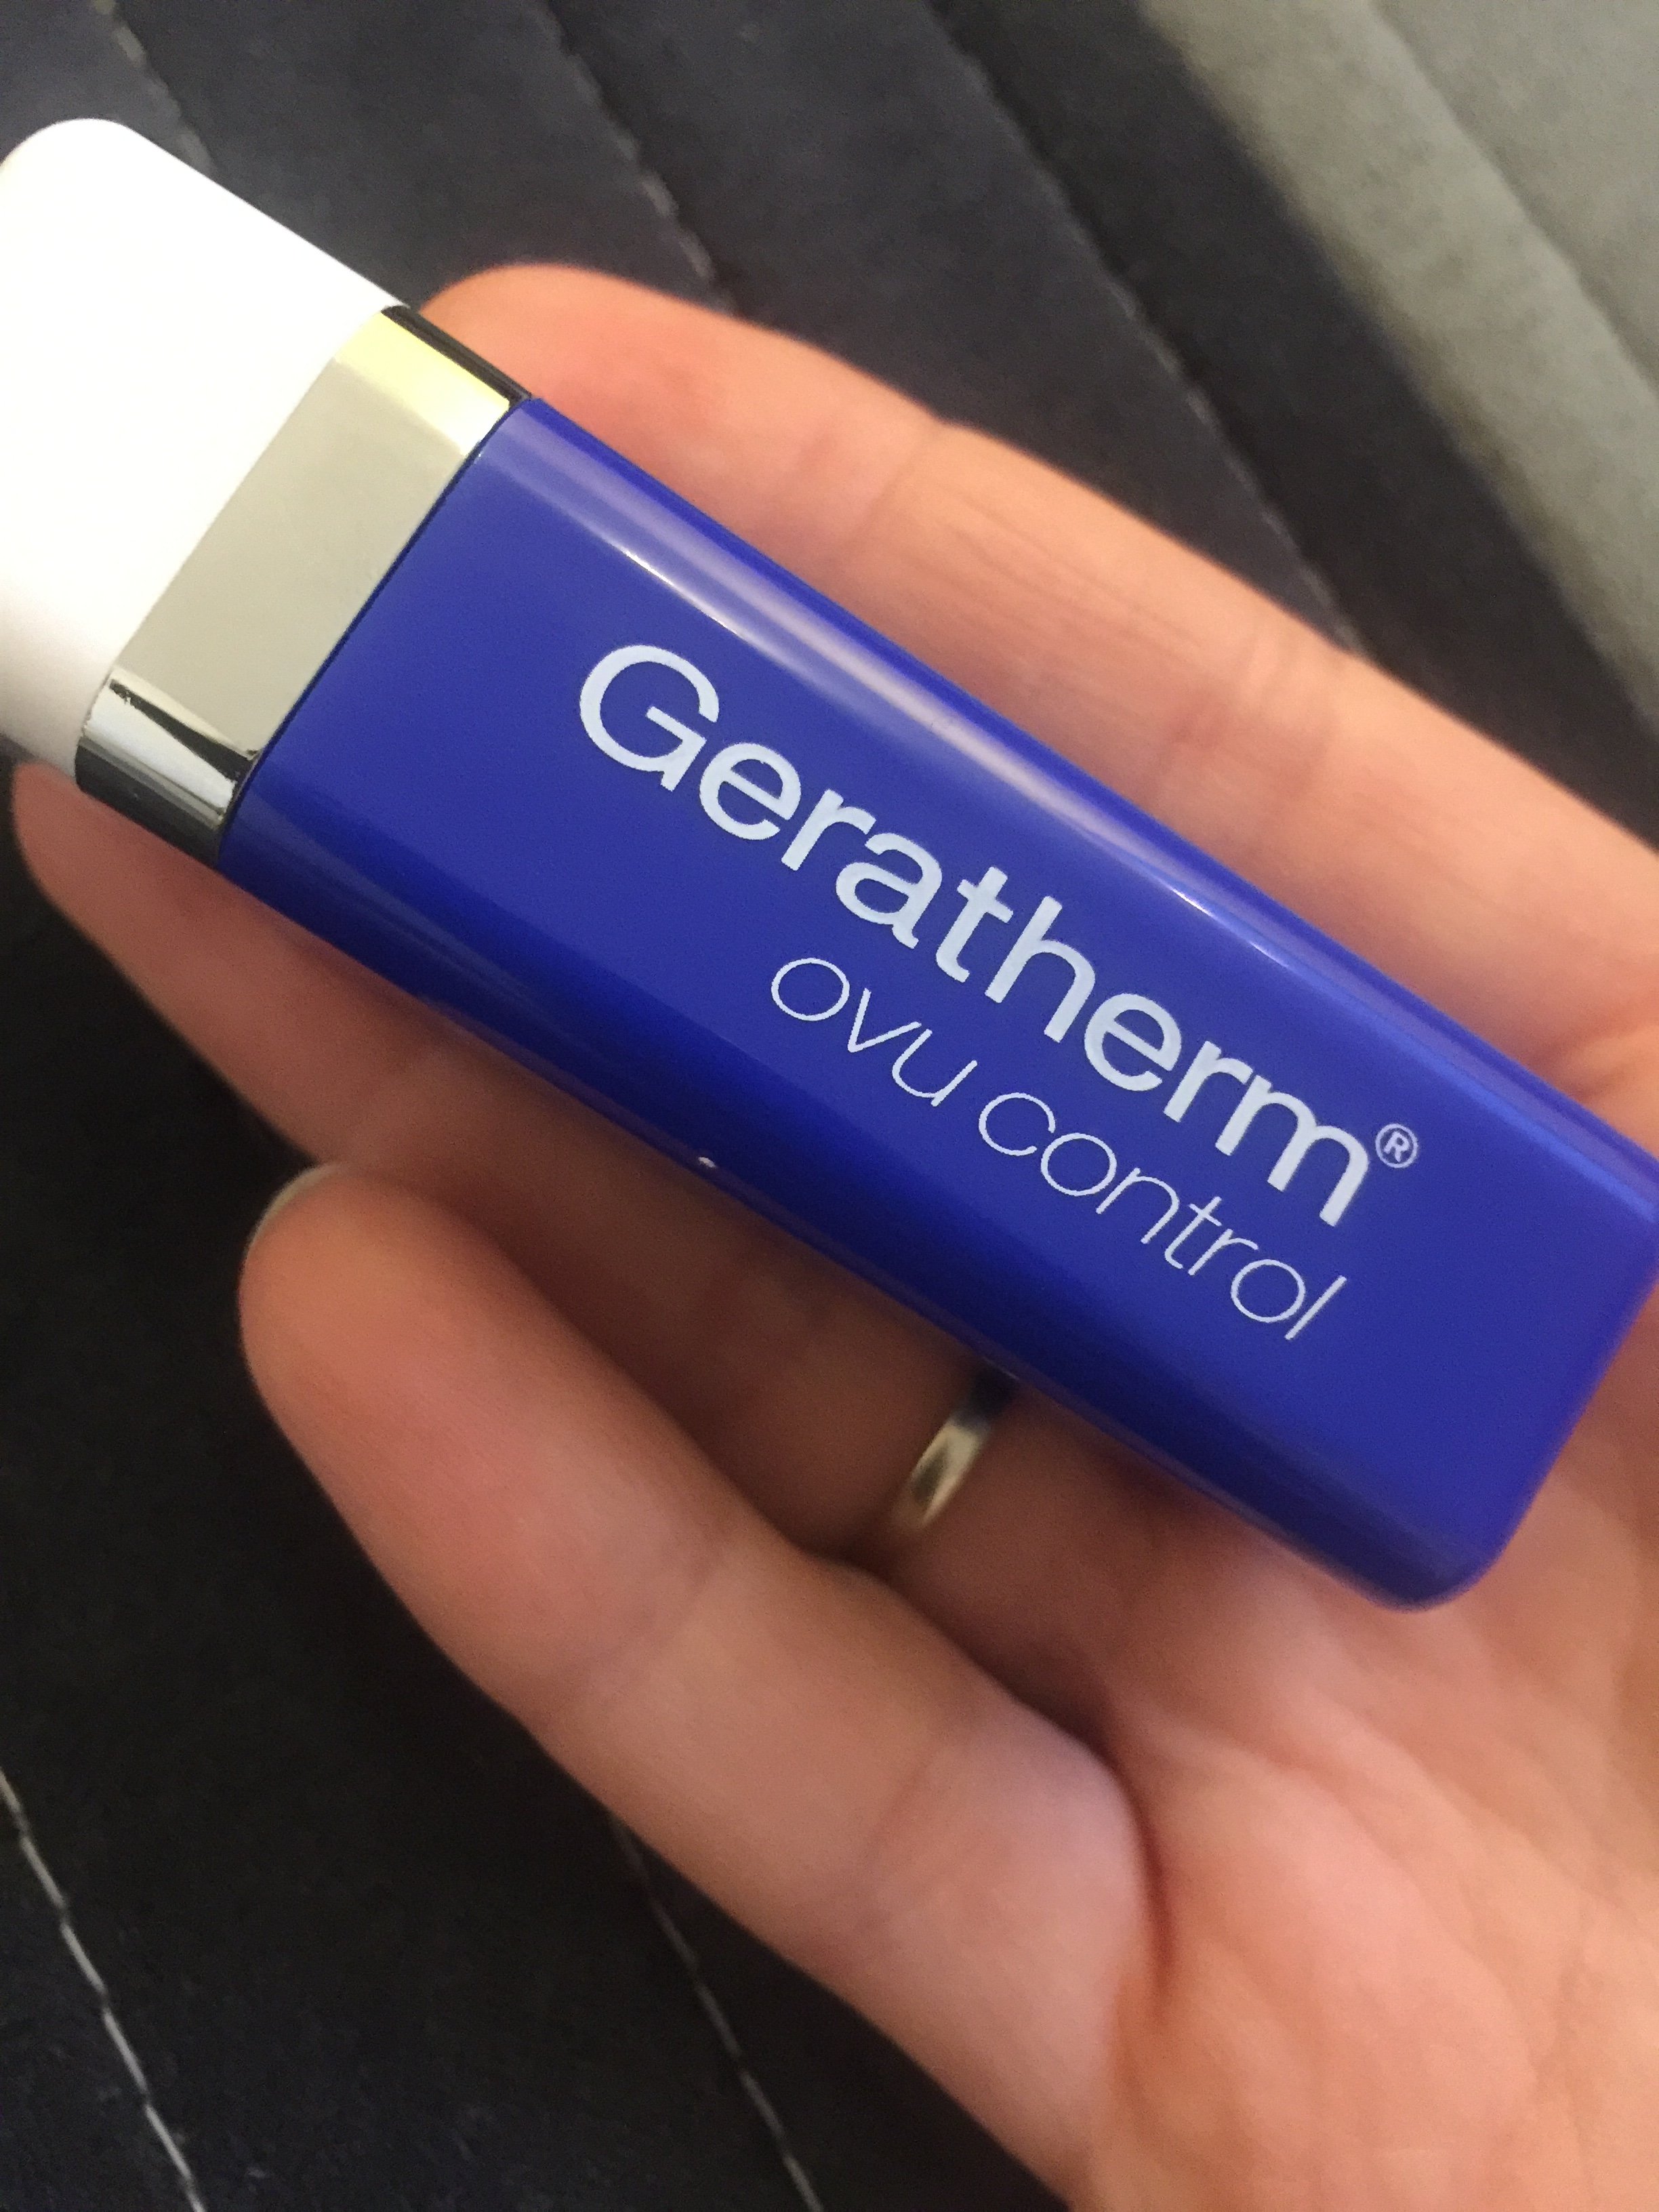 Geratherm®
ovu control